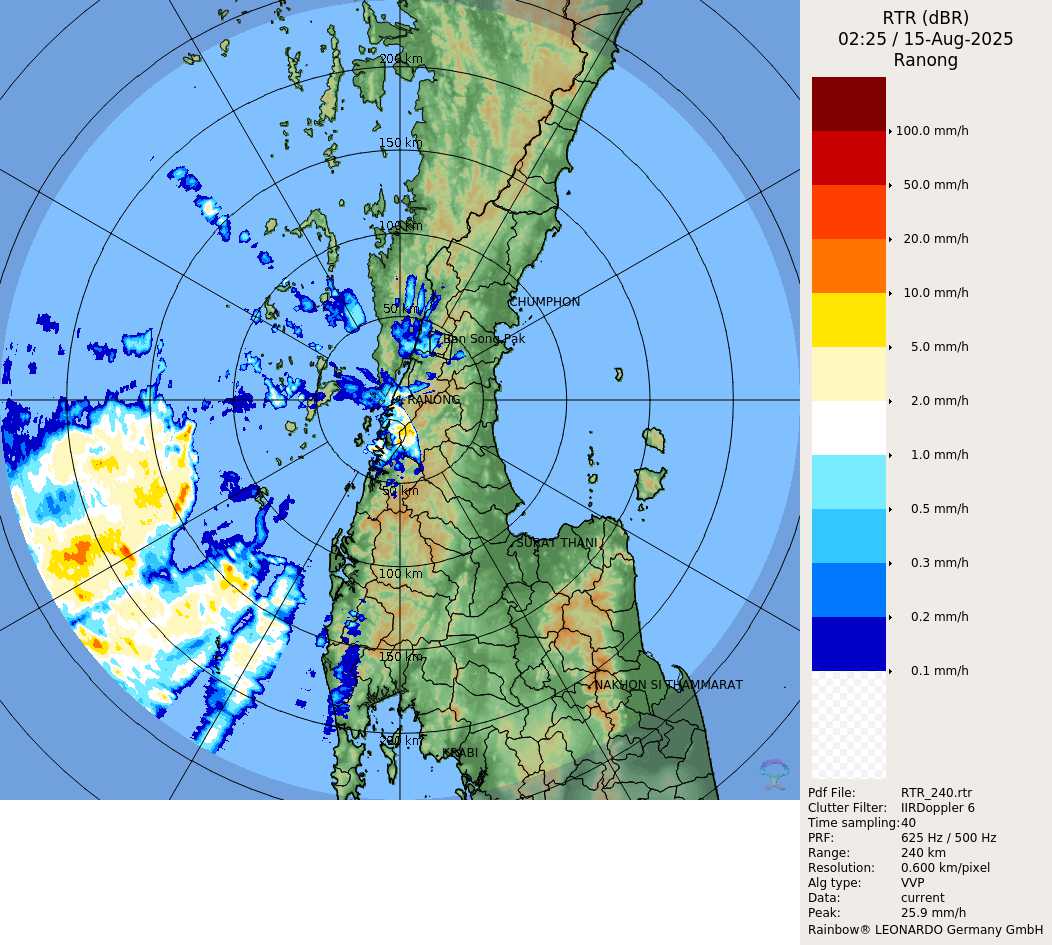 RTR (dBR)
02:25 / 15-Aug-2025
Ranong
200 km
150 km
100 km
50 km
CHUMPHON
Ban Song Pak
RANONG
50 km
SURAT THANI
100 km
150 km
NAKHON SI THAMMARAT
200 km
KRABI
100.0 mm/h
50.0 mm/h
20.0 mm/h
10.0 mm/h
5.0 mm/h
2.0 mm/h
1.0 mm/h
0.5 mm/h
0.3 mm/h
0.2 mm/h
0.1 mm/h
Pdf File: RTR_240.rtr
Clutter Filter: IIRDoppler 6
Time sampling: 40
PRF: 625 Hz / 500 Hz
Range: 240 km
Resolution: 0.600 km/pixel
Alg type: VVP
Data: current
Peak: 25.9 mm/h
Rainbow® LEONARDO Germany GmbH